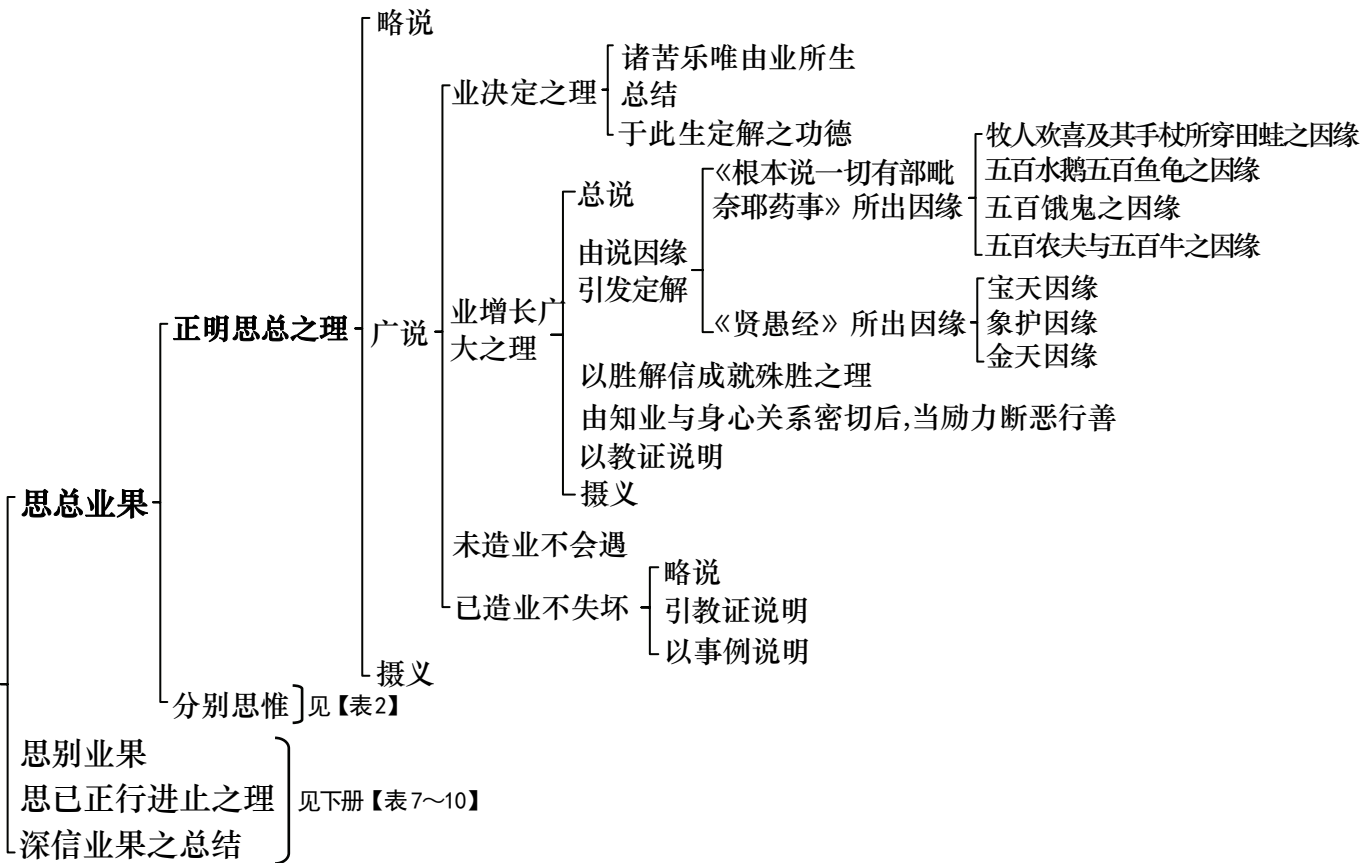 略说
诸苦乐唯由业所生
业决定之理
总结
于此生定解之功德
牧人欢喜及其手杖所穿田蛙之因缘
《根本说一切有部毗
奈耶药事》所出因缘
五百水鹅五百鱼龟之因缘
五百饿鬼之因缘
五百农夫与五百牛之因缘
总说
由说因缘
引发定解
宝天因缘
《贤愚经》所出因缘
象护因缘
金天因缘
正明思总之理
广说
业增长广
大之理
以胜解信成就殊胜之理
由知业与身心关系密切后,当励力断恶行善
以教证说明
摄义
思总业果
未造业不会遇
略说
已造业不失坏
引教证说明
以事例说明
摄义
分别思惟
见【表2】
思别业果
思已正行进止之理
深信业果之总结
见下册【表7～10】